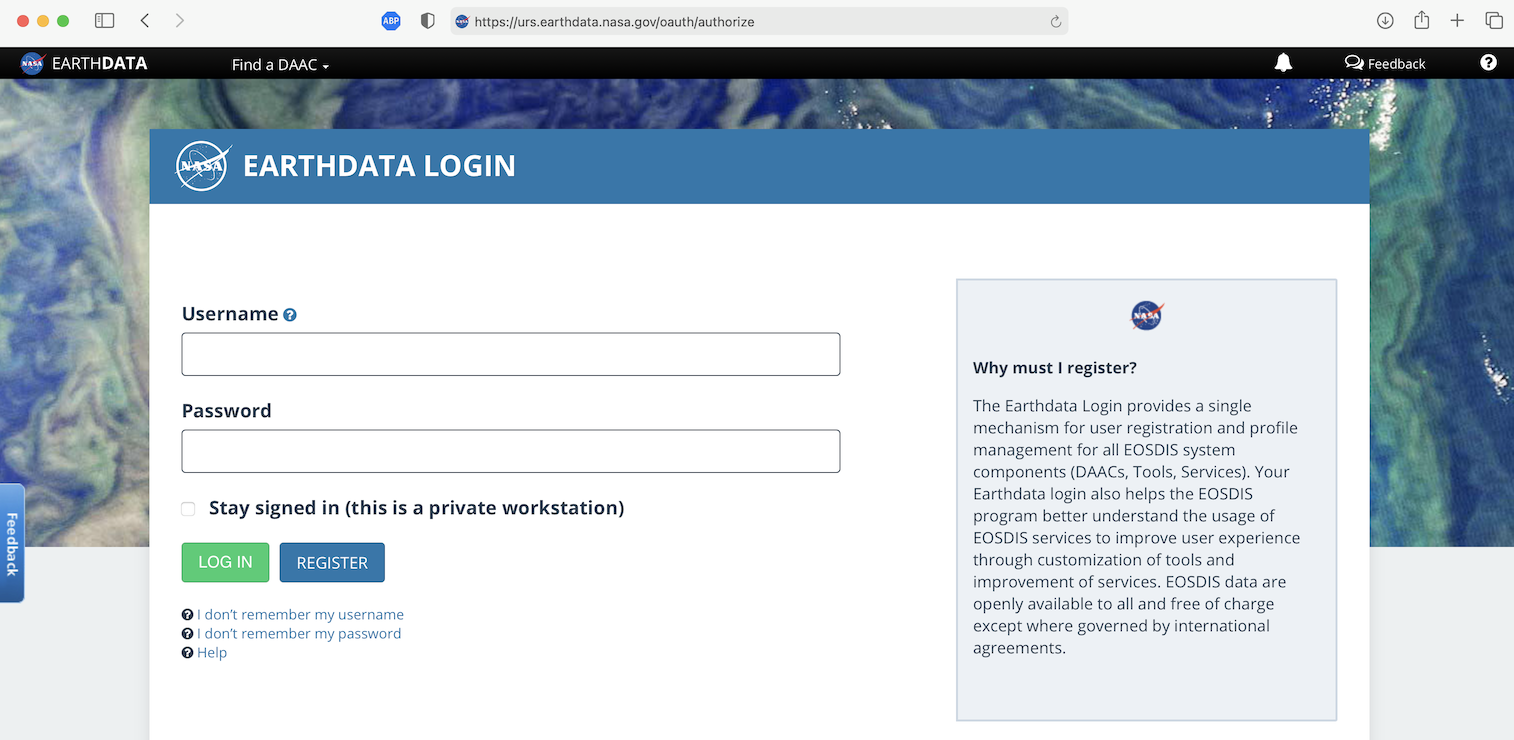 ABP
https://urs.earthdata.nasa.gov/oauth/authorize
NASA EARTHDATA
Find a DAAC
Feedback
NASA EARTHDATA LOGIN
Username
Password
Stay signed in (this is a private workstation)
LOG IN
REGISTER
I don’t remember my username
I don’t remember my password
Help
NASA
Why must I register?
The Earthdata Login provides a single
mechanism for user registration and profile
management for all EOSDIS system
components (DAACs, Tools, Services). Your
Earthdata login also helps the EOSDIS
program better understand the usage of
EOSDIS services to improve user experience
through customization of tools and
improvement of services. EOSDIS data are
openly available to all and free of charge
except where governed by international
agreements.
Feedback